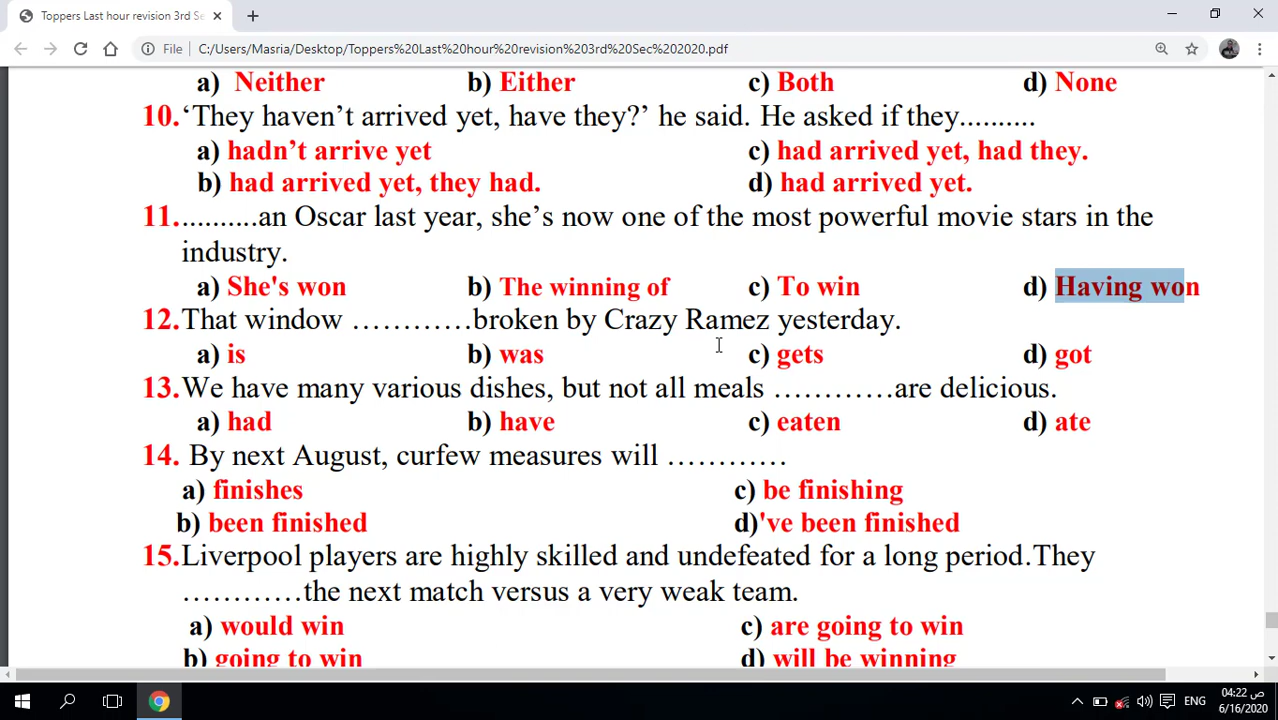 Toppers Last hour revision 3rd Se
File C:/Users/Masria/Desktop/Toppers%20Last%20hour%20revision%203rd%20Sec%202020.pdf
a) Neither b) Either c) Both d) None
10. ‘They haven’t arrived yet, have they?’ he said. He asked if they..........
a) hadn’t arrive yet c) had arrived yet, had they.
b) had arrived yet, they had. d) had arrived yet.
11...........an Oscar last year, she’s now one of the most powerful movie stars in the
industry.
a) She's won b) The winning of c) To win d) Having won
12.That window …………broken by Crazy Ramez yesterday.
a) is b) was c) gets d) got
13.We have many various dishes, but not all meals …………are delicious.
a) had b) have c) eaten d) ate
14. By next August, curfew measures will …………
a) finishes c) be finishing
b) been finished d)'ve been finished
15.Liverpool players are highly skilled and undefeated for a long period.They
…………the next match versus a very weak team.
a) would win c) are going to win
b) going to win d) will be winning
ENG
04:22 ص
6/16/2020